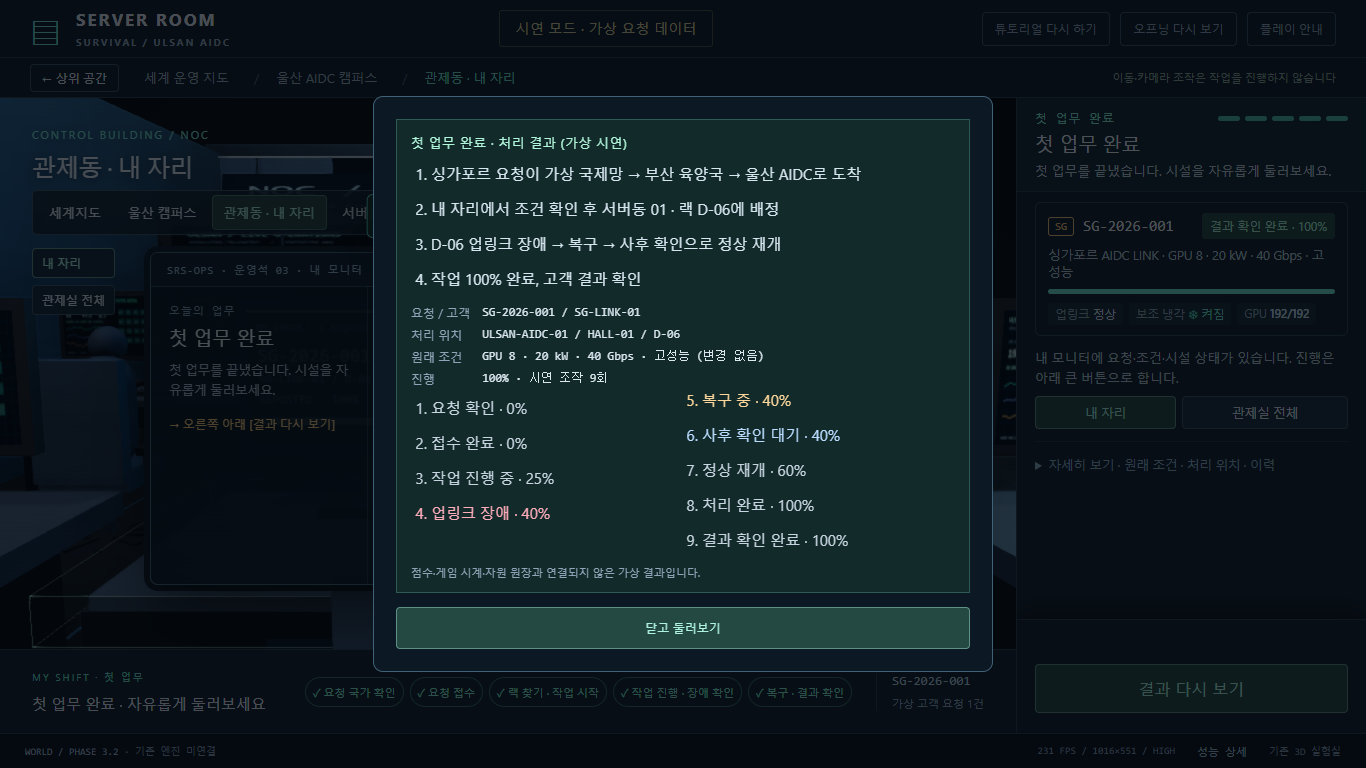 SERVER ROOM
SURVIVAL / ULSAN AIDC
시연 모드 · 가상 요청 데이터
튜토리얼 다시 하기
오프닝 다시 보기
플레이 안내
← 상위 공간
세계 운영 지도 / 울산 AIDC 캠퍼스 / 관제동 · 내 자리
이동·카메라 조작은 작업을 진행하지 않습니다
CONTROL BUILDING / NOC
관제동 · 내 자리
세계지도
울산 캠퍼스
관제동 · 내 자리
서버
내 자리
관제실 전체
SRS-OPS · 운영석 03 · 내 모니터
오늘의 업무
첫 업무 완료
첫 업무를 끝냈습니다. 시설을 자
유롭게 둘러보세요.
→ 오른쪽 아래 [결과 다시 보기]
첫 업무 완료 · 처리 결과 (가상 시연)
1. 싱가포르 요청이 가상 국제망 → 부산 육양국 → 울산 AIDC로 도착
2. 내 자리에서 조건 확인 후 서버동 01 · 랙 D-06에 배정
3. D-06 업링크 장애 → 복구 → 사후 확인으로 정상 재개
4. 작업 100% 완료, 고객 결과 확인
요청 / 고객 SG-2026-001 / SG-LINK-01
처리 위치 ULSAN-AIDC-01 / HALL-01 / D-06
원래 조건 GPU 8 · 20 kW · 40 Gbps · 고성능 (변경 없음)
진행 100% · 시연 조작 9회
1. 요청 확인 · 0%
2. 접수 완료 · 0%
3. 작업 진행 중 · 25%
4. 업링크 장애 · 40%
5. 복구 중 · 40%
6. 사후 확인 대기 · 40%
7. 정상 재개 · 60%
8. 처리 완료 · 100%
9. 결과 확인 완료 · 100%
점수·게임 시계·자원 원장과 연결되지 않은 가상 결과입니다.
닫고 둘러보기
첫 업무 완료
첫 업무 완료
첫 업무를 끝냈습니다. 시설을 자유롭게 둘러보세요.
SG SG-2026-001 결과 확인 완료 · 100%
싱가포르 AIDC LINK · GPU 8 · 20 kW · 40 Gbps · 고
성능
업링크 정상
보조 냉각 ❄ 켜짐
GPU 192/192
내 모니터에 요청·조건·시설 상태가 있습니다. 진행은
아래 큰 버튼으로 합니다.
내 자리
관제실 전체
▶ 자세히 보기 · 원래 조건 · 처리 위치 · 이력
결과 다시 보기
MY SHIFT · 첫 업무
첫 업무 완료 · 자유롭게 둘러보세요
✓ 요청 국가 확인
✓ 요청 접수
✓ 랙 찾기 · 작업 시작
✓ 작업 진행 · 장애 확인
✓ 복구 · 결과 확인
SG-2026-001
가상 고객 요청 1건
WORLD / PHASE 3.2 · 기존 엔진 미연결
231 FPS / 1016×551 / HIGH
성능 상세
기존 3D 실험실